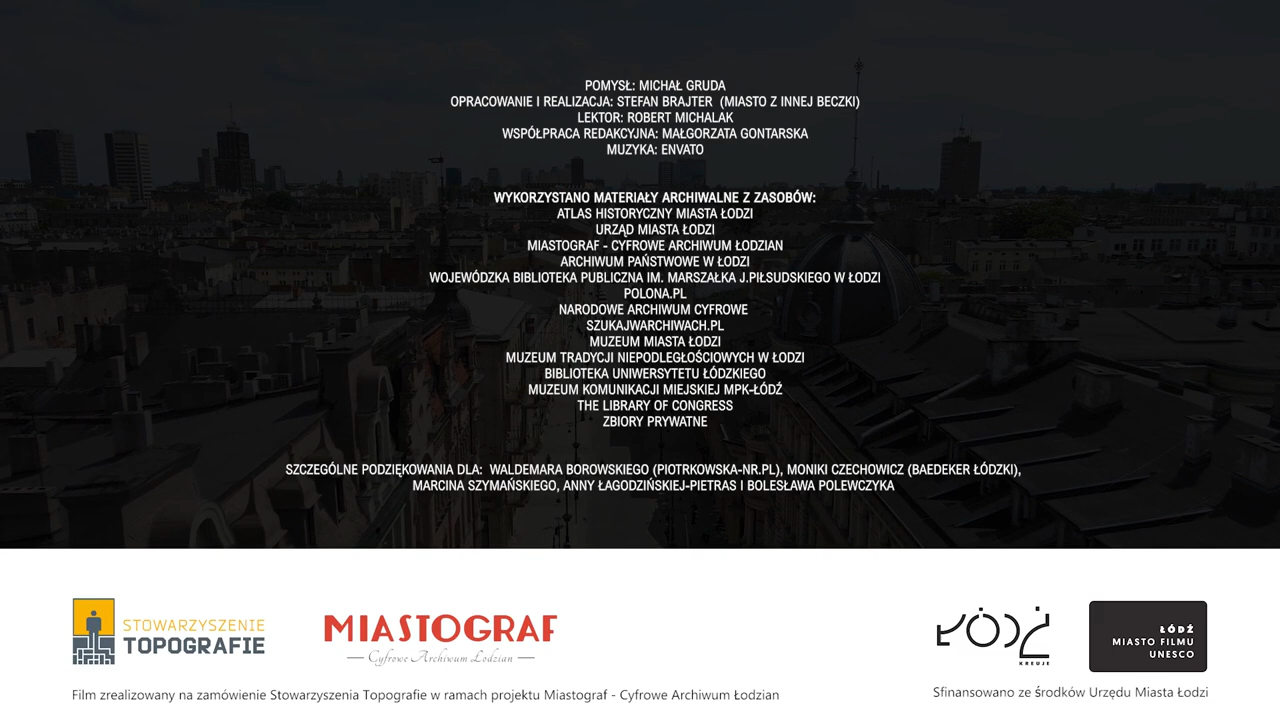 POMYSŁ: MICHAŁ GRUDA
OPRACOWANIE I REALIZACJA: STEFAN BRAJTER (MIASTO Z INNEJ BECZKI)
LEKTOR: ROBERT MICHALAK
WSPÓŁPRACA REDAKCYJNA: MAŁGORZATA GONTARSKA
MUZYKA: ENVATO
WYKORZYSTANO MATERIAŁY ARCHIWALNE Z ZASOBÓW:
ATLAS HISTORYCZNY MIASTA ŁODZI
URZĄD MIASTA ŁODZI
MIASTOGRAF - CYFROWE ARCHIWUM ŁODZIAN
ARCHIWUM PAŃSTWOWE W ŁODZI
WOJEWÓDZKA BIBLIOTEKA PUBLICZNA IM. MARSZAŁKA J.PIŁSUDSKIEGO W ŁODZI
POLONA.PL
NARODOWE ARCHIWUM CYFROWE
SZUKAJWARCHIWACH.PL
MUZEUM MIASTA ŁODZI
MUZEUM TRADYCJI NIEPODLEGŁOŚCIOWYCH W ŁODZI
BIBLIOTEKA UNIWERSYTETU ŁÓDZKIEGO
MUZEUM KOMUNIKACJI MIEJSKIEJ MPK-ŁÓDŹ
THE LIBRARY OF CONGRESS
ZBIORY PRYWATNE
SZCZEGÓLNE PODZIĘKOWANIA DLA: WALDEMARA BOROWSKIEGO (PIOTRKOWSKA-NR.PL), MONIKI CZECHOWICZ (BAEDEKER ŁÓDZKI),
MARCINA SZYMAŃSKIEGO, ANNY ŁAGODZIŃSKIEJ-PIETRAS I BOLESŁAWA POLEWCZYKA
STOWARZYSZENIE
TOPOGRAFIE
MIASTOGRAF
Cyfrowe Archiwum Łodzian
ŁÓDŹ
KREUJE
ŁÓDŹ
MIASTO FILMU
UNESCO
Film zrealizowany na zamówienie Stowarzyszenia Topografie w ramach projektu Miastograf - Cyfrowe Archiwum Łodzian
Sfinansowano ze środków Urzędu Miasta Łodzi